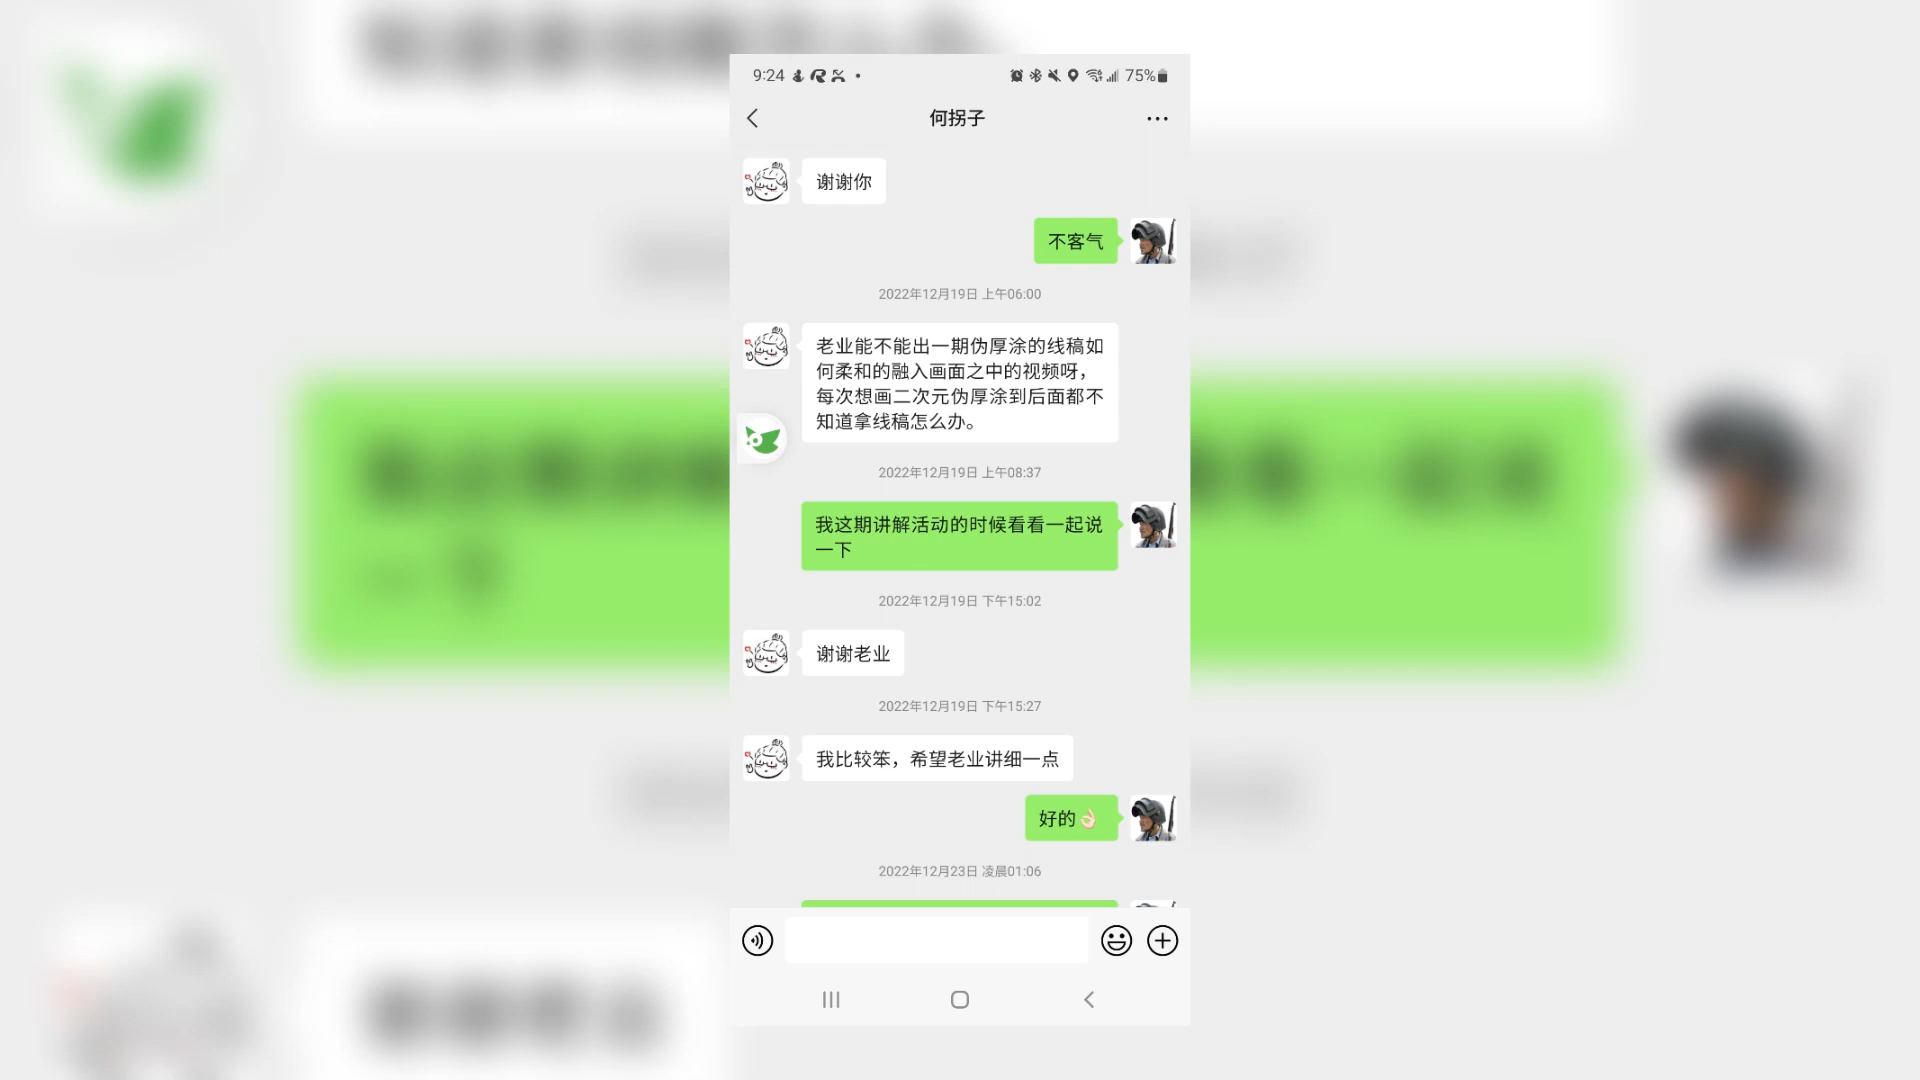 9:24
75%
何拐子
谢谢你
不客气
2022年12月19日 上午06:00
老业能不能出一期伪厚涂的线稿如
何柔和的融入画面之中的视频呀，
每次想画二次元伪厚涂到后面都不
知道拿线稿怎么办。
2022年12月19日 上午08:37
我这期讲解活动的时候看看一起说
一下
2022年12月19日 下午15:02
谢谢老业
2022年12月19日 下午15:27
我比较笨，希望老业讲细一点
好的👌🏻
2022年12月23日 凌晨01:06